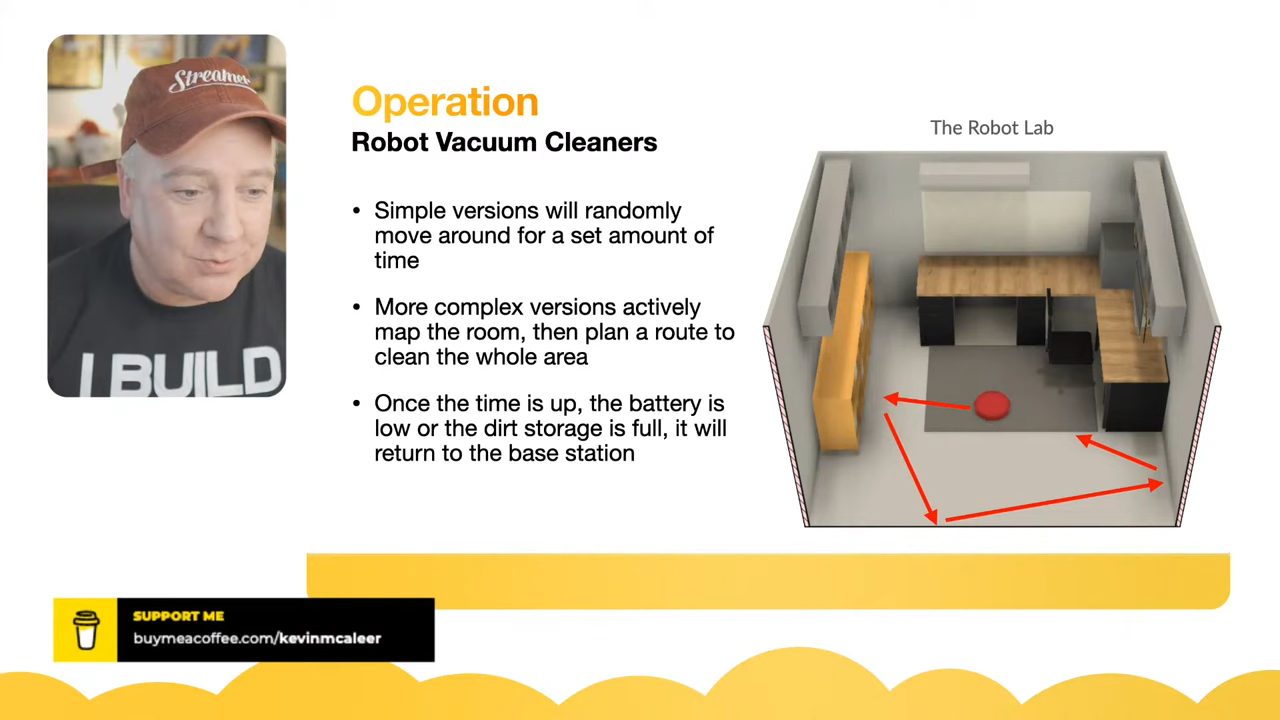 Streamer
I BUILD
Operation
Robot Vacuum Cleaners
• Simple versions will randomly
move around for a set amount of
time
• More complex versions actively
map the room, then plan a route to
clean the whole area
• Once the time is up, the battery is
low or the dirt storage is full, it will
return to the base station
The Robot Lab
SUPPORT ME
buymeacoffee.com/kevinmcaleer